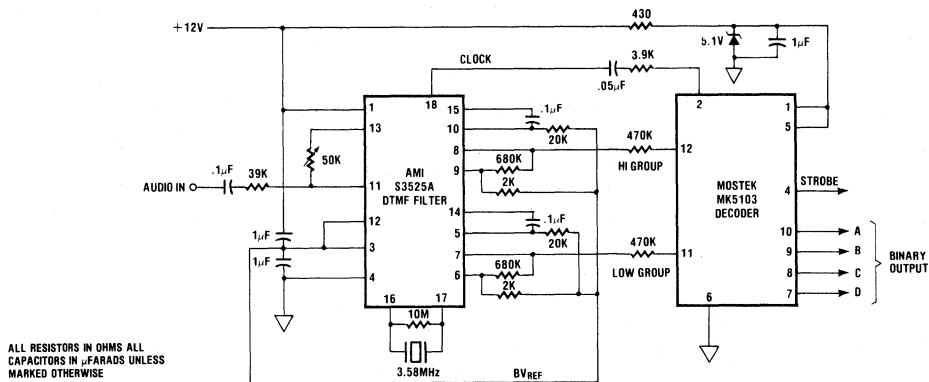 +12V
430
5.1V
1µF
CLOCK
.05µF
3.9K
18
2
1
13
50K
AUDIO IN
.1µF
39K
11
12
3
4
1µF
1µF
AMI
S3525A
DTMF FILTER
15
10
8
9
14
5
7
6
16
17
10M
3.58MHz
.1µF
20K
680K
2K
.1µF
20K
680K
2K
470K
HI GROUP
470K
LOW GROUP
12
11
MOSTEK
MK5103
DECODER
1
5
4
STROBE
10
A
9
B
8
C
7
D
BINARY
OUTPUT
6
BVREF
ALL RESISTORS IN OHMS ALL
CAPACITORS IN µFARADS UNLESS
MARKED OTHERWISE